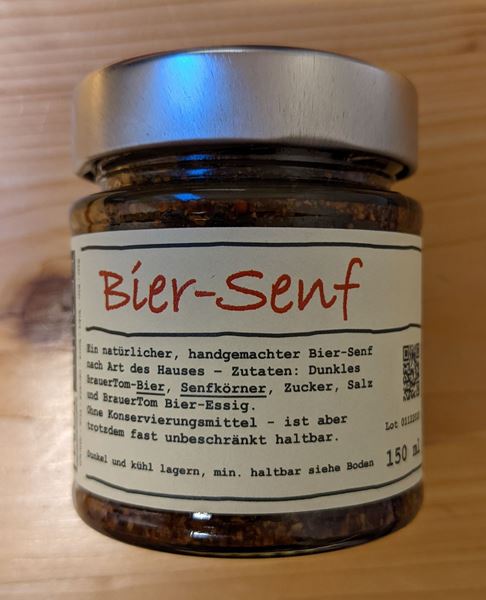 Bier-Senf
Ein natürlicher, handgemachter Bier-Senf
nach Art des Hauses - Zutaten: Dunkles
BrauerTom-Bier, Senfkörner, Zucker, Salz
und BrauerTom Bier-Essig.
Ohne Konservierungsmittel - ist aber
trotzdem fast unbeschränkt haltbar.
Dunkel und kühl lagern, min. haltbar siehe Boden
Lot
150 ml